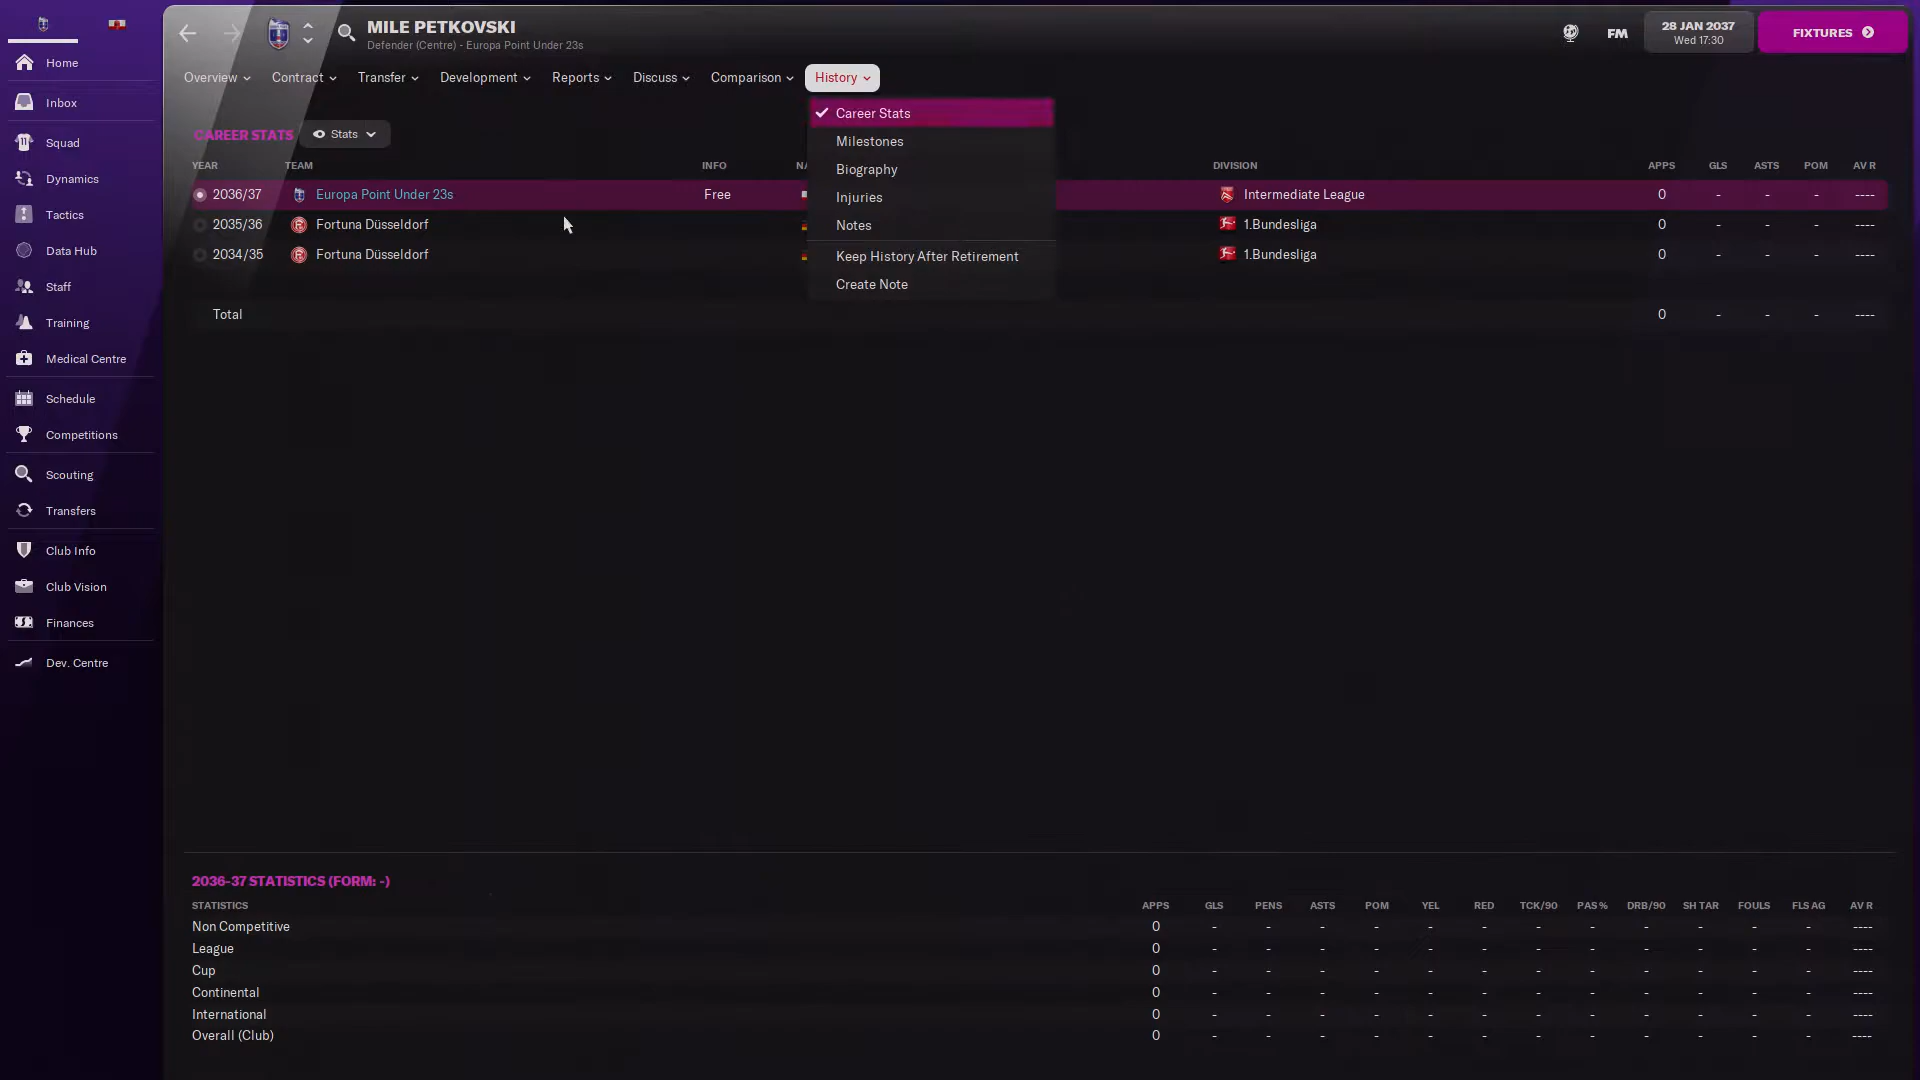 MILE PETKOVSKI
Defender (Centre) - Europa Point Under 23s
FM
28 JAN 2037
Wed 17:30
FIXTURES
Home
Inbox
Squad
Dynamics
Tactics
Data Hub
Staff
Training
Medical Centre
Schedule
Competitions
Scouting
Transfers
Club Info
Club Vision
Finances
Dev. Centre
Overview Contract Transfer Development Reports Discuss Comparison History
Career Stats
Milestones
Biography
Injuries
Notes
Keep History After Retirement
Create Note
CAREER STATS Stats
YEAR TEAM INFO NA DIVISION APPS GLS ASTS POM AV R
2036/37 Europa Point Under 23s Free Intermediate League 0 - - - ----
2035/36 Fortuna Düsseldorf 1.Bundesliga 0 - - - ----
2034/35 Fortuna Düsseldorf 1.Bundesliga 0 - - - ----
Total 0 - - - ----
2036-37 STATISTICS (FORM: -)
STATISTICS APPS GLS PENS ASTS POM YEL RED TCK/90 PAS % DRB/90 SH TAR FOULS FLS AG AV R
Non Competitive 0 - - - - - - - - - - - - ----
League 0 - - - - - - - - - - - - ----
Cup 0 - - - - - - - - - - - - ----
Continental 0 - - - - - - - - - - - - ----
International 0 - - - - - - - - - - - - ----
Overall (Club) 0 - - - - - - - - - - - - ----